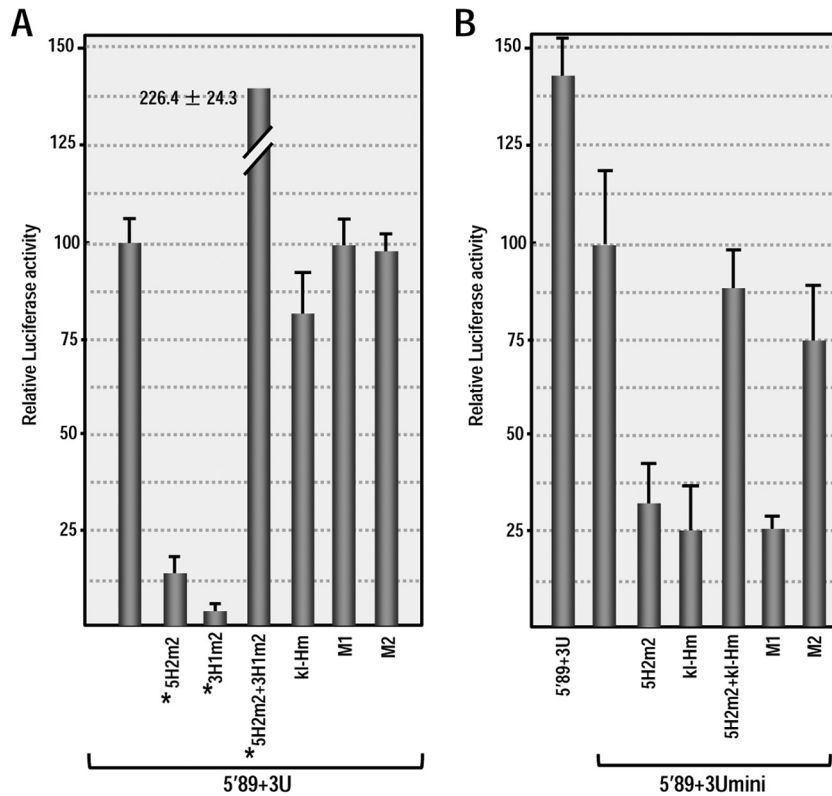 A
Relative Luciferase activity
150
125
100
75
50
25
226.4 ± 24.3
*5H2m2
*3H1m2
*5H2m2+3H1m2
kl-Hm
M1
M2
5′89+3U
B
Relative Luciferase activity
150
125
100
75
50
25
5′89+3U
5H2m2
kl-Hm
5H2m2+kl-Hm
M1
M2
5′89+3Umini